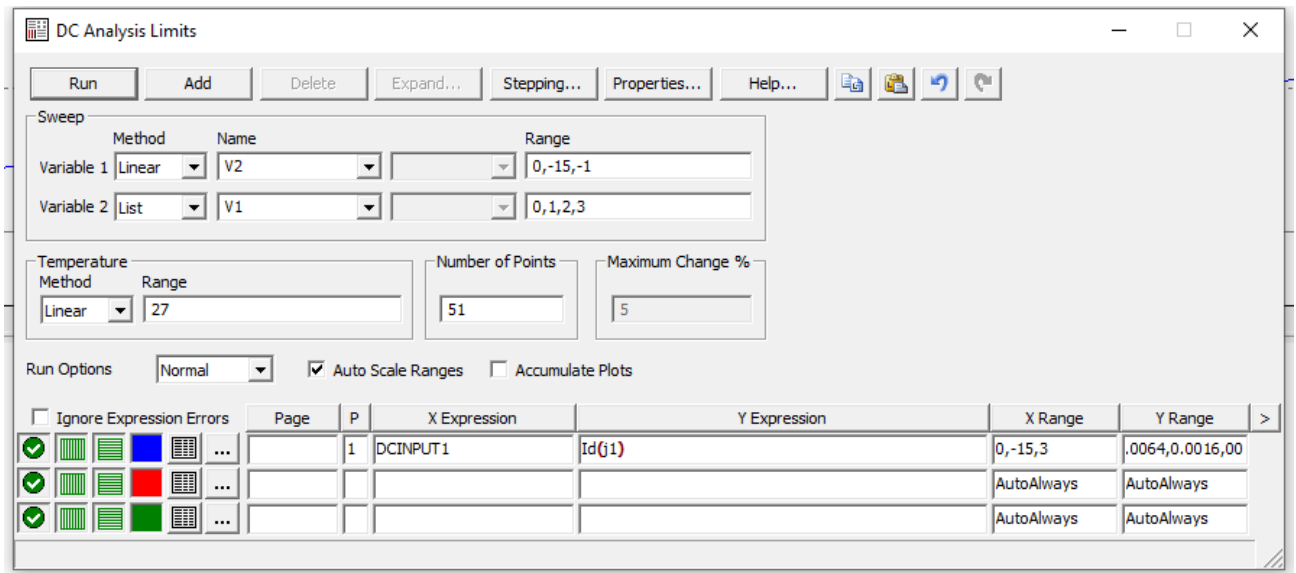 DC Analysis Limits
Run Add Delete Expand... Stepping... Properties... Help...
Sweep
Method Name Range
Variable 1 Linear V2 0,-15,-1
Variable 2 List V1 0,1,2,3
Temperature Number of Points Maximum Change %
Method Range
Linear 27 51 5
Run Options Normal Auto Scale Ranges Accumulate Plots
Ignore Expression Errors Page P X Expression Y Expression X Range Y Range >
... 1 DCINPUT1 Id(j1) 0,-15,3 .0064,0.0016,00
... AutoAlways AutoAlways
... AutoAlways AutoAlways